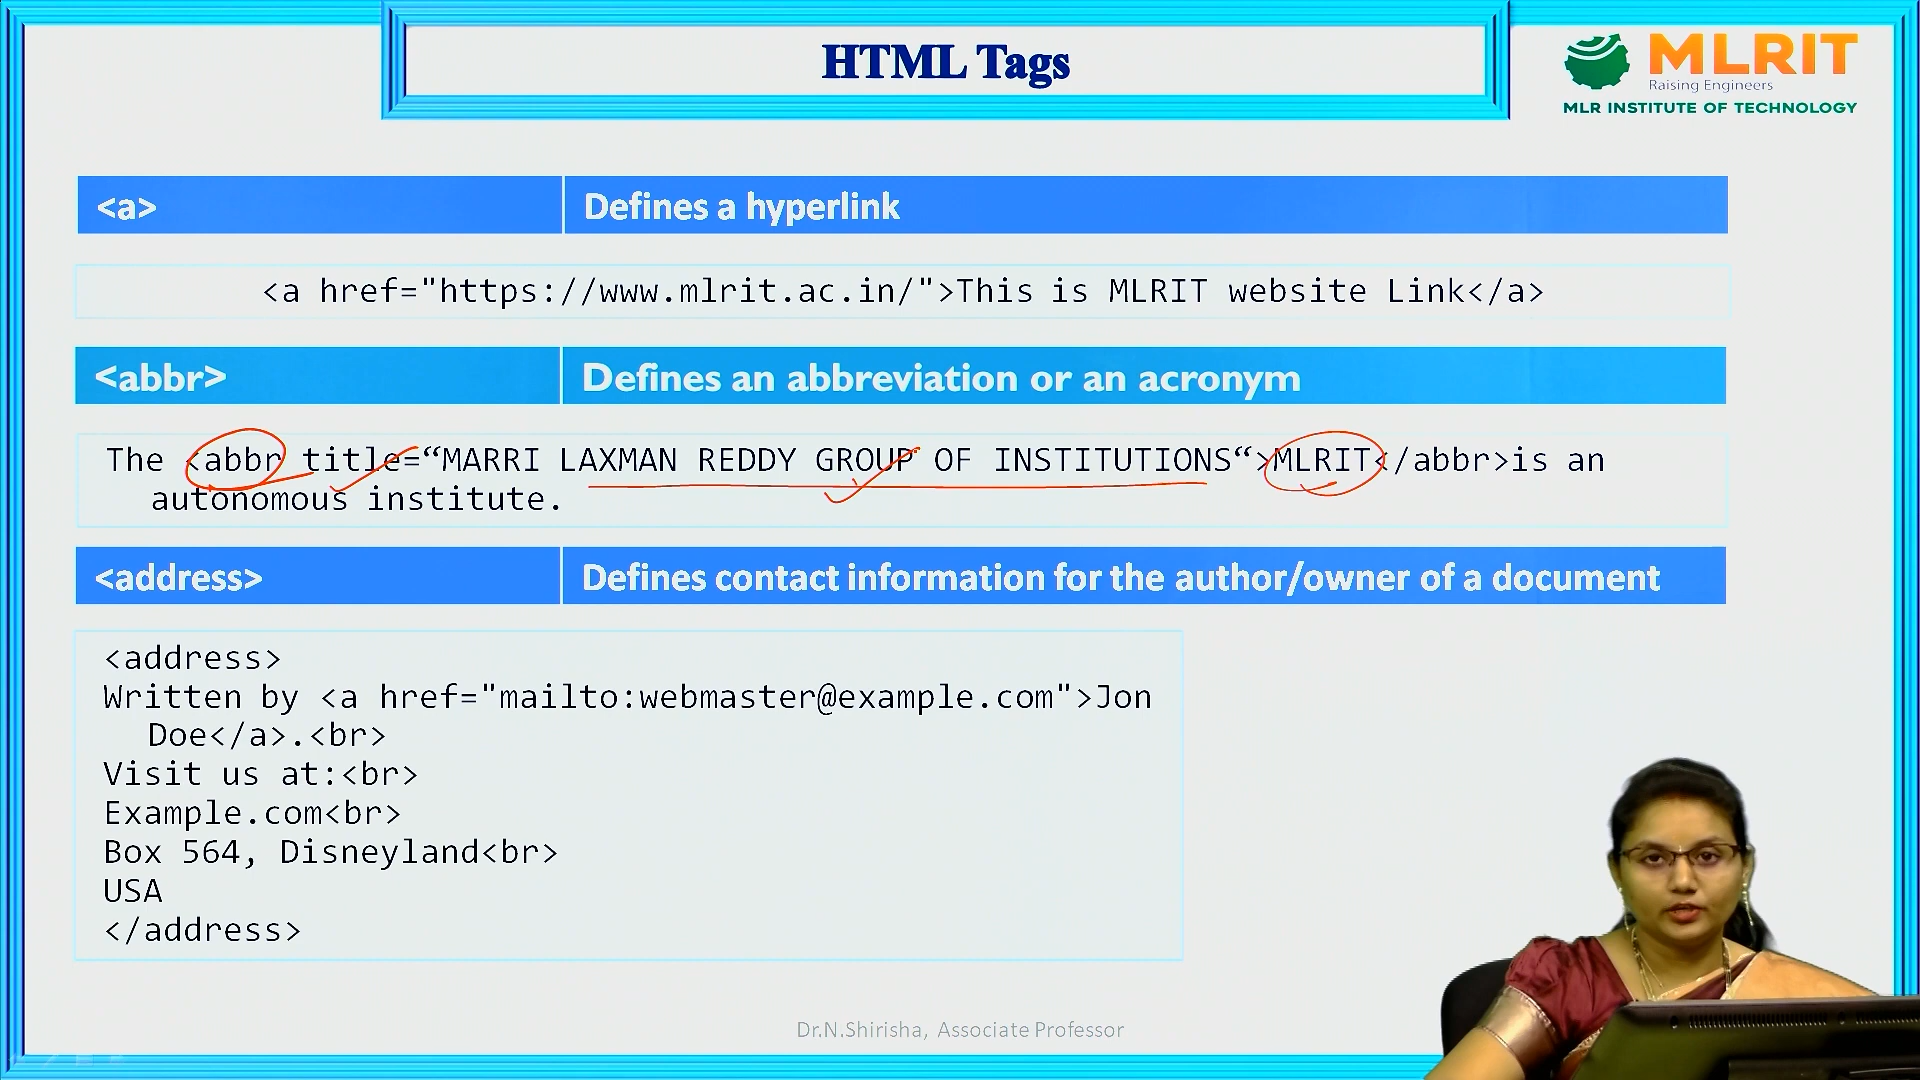 HTML Tags
MLRIT
Raising Engineers
MLR INSTITUTE OF TECHNOLOGY
<a> Defines a hyperlink
<a href="https://www.mlrit.ac.in/">This is MLRIT website Link</a>
<abbr> Defines an abbreviation or an acronym
The <abbr title=“MARRI LAXMAN REDDY GROUP OF INSTITUTIONS“>MLRIT</abbr>is an
autonomous institute.
<address> Defines contact information for the author/owner of a document
<address>
Written by <a href="mailto:webmaster@example.com">Jon
Doe</a>.<br>
Visit us at:<br>
Example.com<br>
Box 564, Disneyland<br>
USA
</address>
Dr.N.Shirisha, Associate Professor